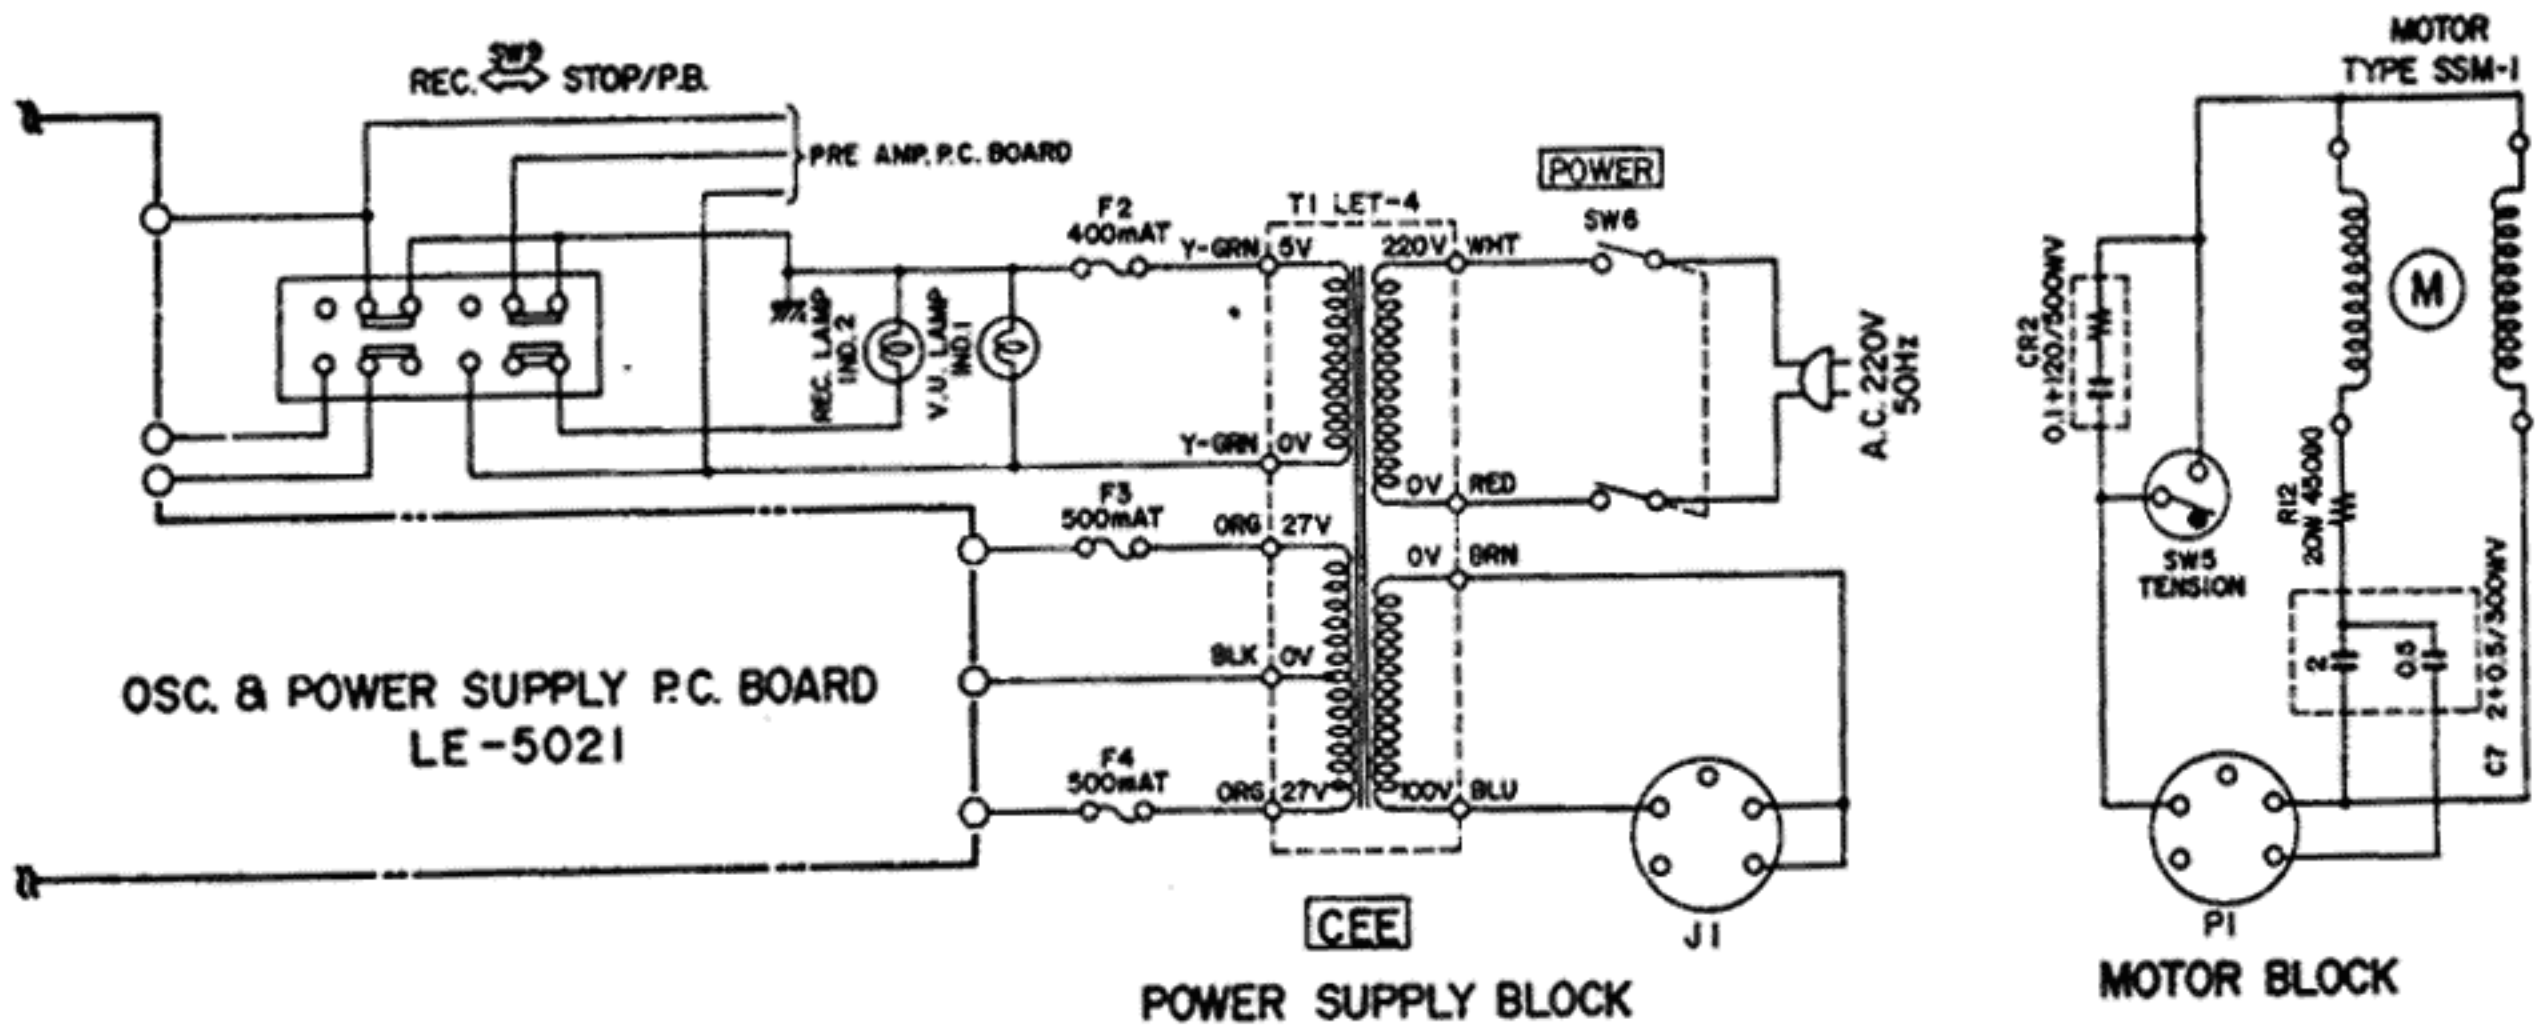 SW9
REC. STOP/P.B.
PRE AMP. P.C. BOARD
F2
400mAT
Y-GRN
5V
T1 LET-4
220V
WHT
POWER
SW6
REC. LAMP
IND. 2
V.U. LAMP
IND. 1
Y-GRN
0V
0V
RED
A.C. 220V
50Hz
F3
500mAT
ORG
27V
0V
BRN
BLK
0V
OSC. & POWER SUPPLY P.C. BOARD
LE-5021
F4
500mAT
ORG
27V
100V
BLU
J1
CEE
POWER SUPPLY BLOCK
MOTOR
TYPE SSM-1
M
CR2
0.1+120/500WV
SW5
TENSION
R12
20W
2
0.5
C7 2+0.5/300WV
P1
MOTOR BLOCK